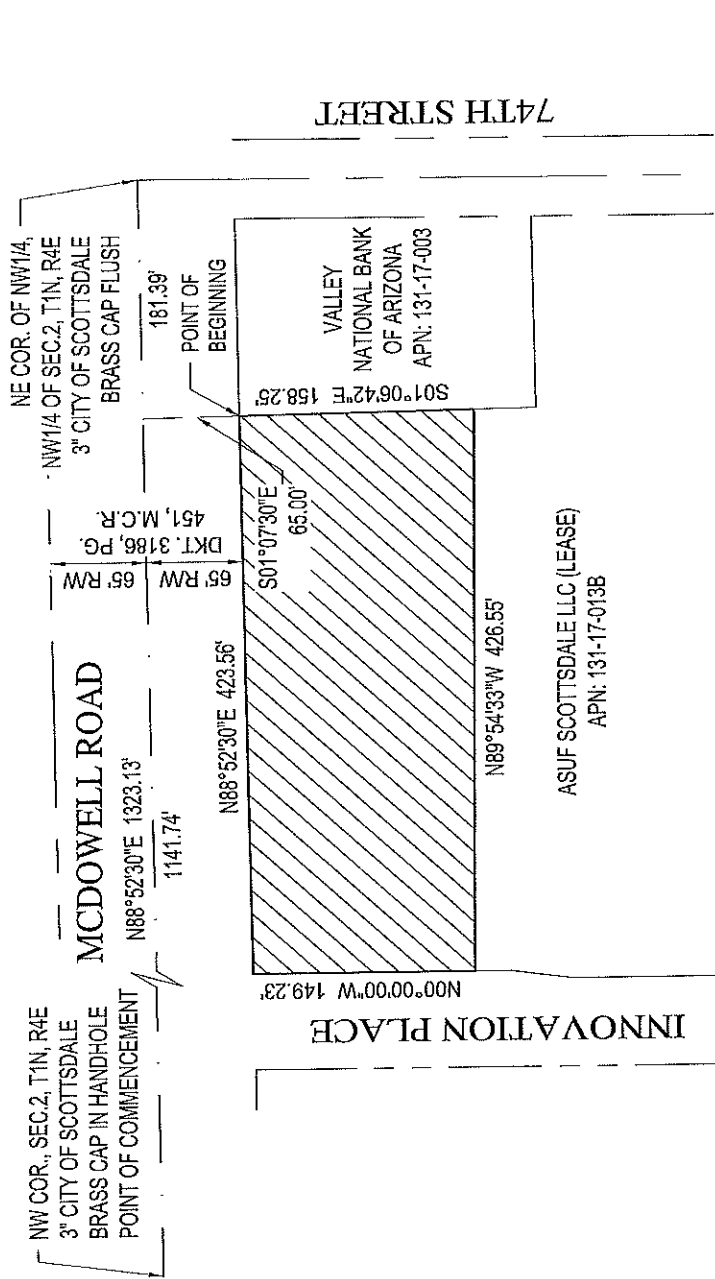 NW COR., SEC.2, T1N, R4E
3" CITY OF SCOTTSDALE
BRASS CAP IN HANDHOLE
POINT OF COMMENCEMENT
MCDOWELL ROAD
N88°52'30"E 1323.13'
1141.74'
65' RW
65' RW
DKT. 3186, PG.
451, M.C.R.
NE COR. OF NW1/4,
NW1/4 OF SEC.2, T1N, R4E
3" CITY OF SCOTTSDALE
BRASS CAP FLUSH
181.39'
POINT OF
BEGINNING
N88°52'30"E 423.56'
S01°07'30"E
65.00'
S01°06'42"E 158.25'
VALLEY
NATIONAL BANK
OF ARIZONA
APN: 131-17-003
74TH STREET
N00°00'00"W 149.23'
INNOVATION PLACE
N89°54'33"W 426.55'
ASUF SCOTTSDALE LLC (LEASE)
APN: 131-17-013B